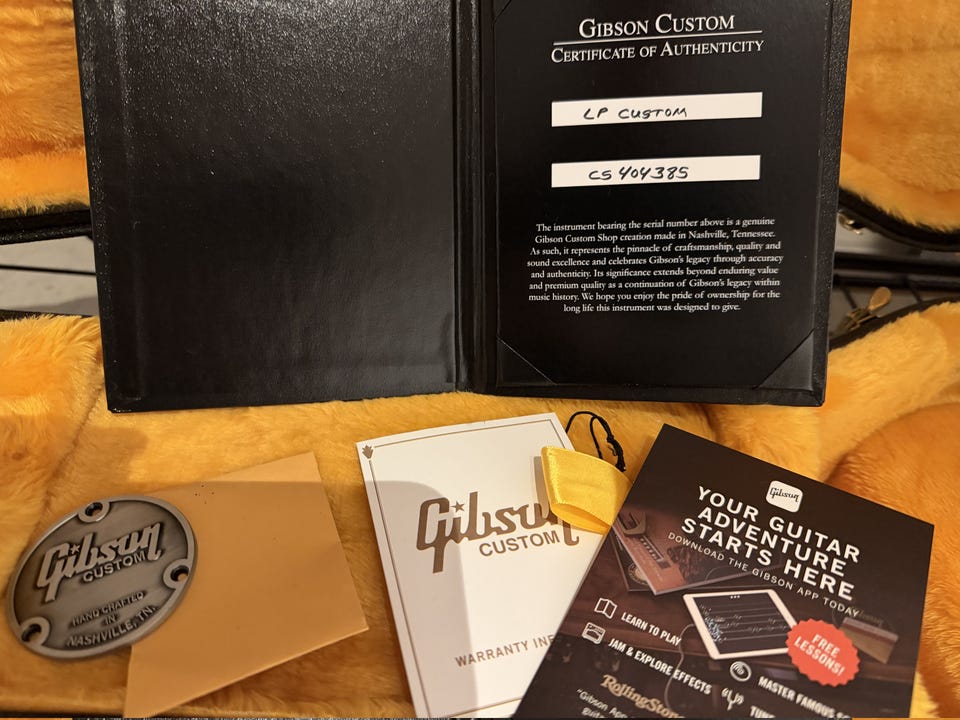 GIBSON CUSTOM
CERTIFICATE OF AUTHENTICITY
LP CUSTOM
CS 404385
The instrument bearing the serial number above is a genuine
Gibson Custom Shop creation made in Nashville, Tennessee.
As such, it represents the pinnacle of craftsmanship, quality and
sound excellence and celebrates Gibson's legacy through accuracy
and authenticity. Its significance extends beyond enduring value
and premium quality as a continuation of Gibson's legacy within
music history. We hope you enjoy the pride of ownership for the
long life this instrument was designed to give.
Gibson
CUSTOM
HAND CRAFTED
IN
NASHVILLE, TN.
Gibson
CUSTOM
WARRANTY
Gibson
YOUR GUITAR
ADVENTURE
STARTS HERE
DOWNLOAD THE GIBSON APP TODAY
FREE
LESSONS!
LEARN TO PLAY
JAM & EXPLORE EFFECTS
MASTER FAMOUS
RollingSto
"Gibson App